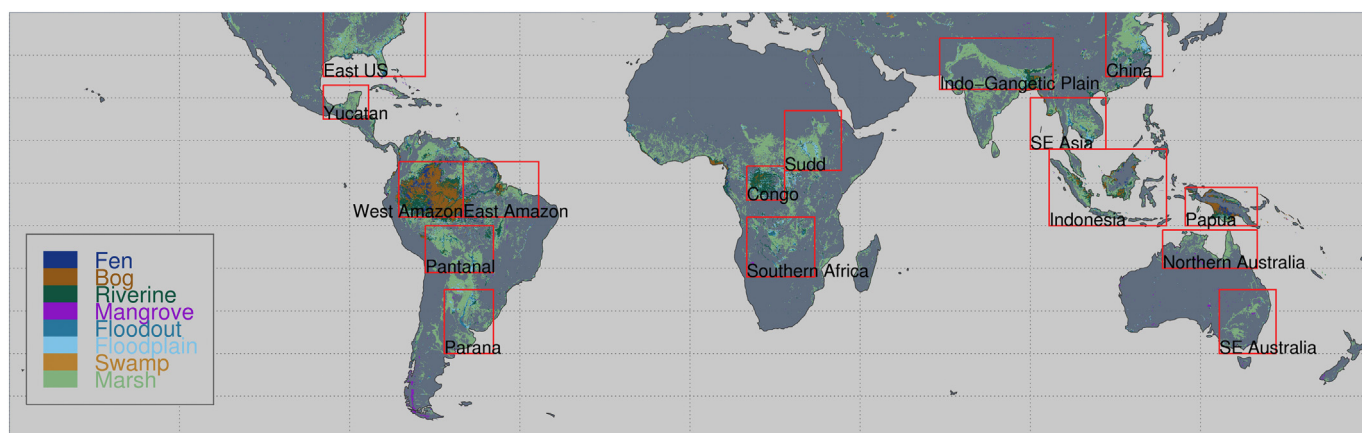 East US
Yucatan
West Amazon
East Amazon
Pantanal
Parana
Sudd
Congo
Southern Africa
Indo-Gangetic Plain
China
SE Asia
Indonesia
Papua
Northern Australia
SE Australia
Fen
Bog
Riverine
Mangrove
Floodout
Floodplain
Swamp
Marsh